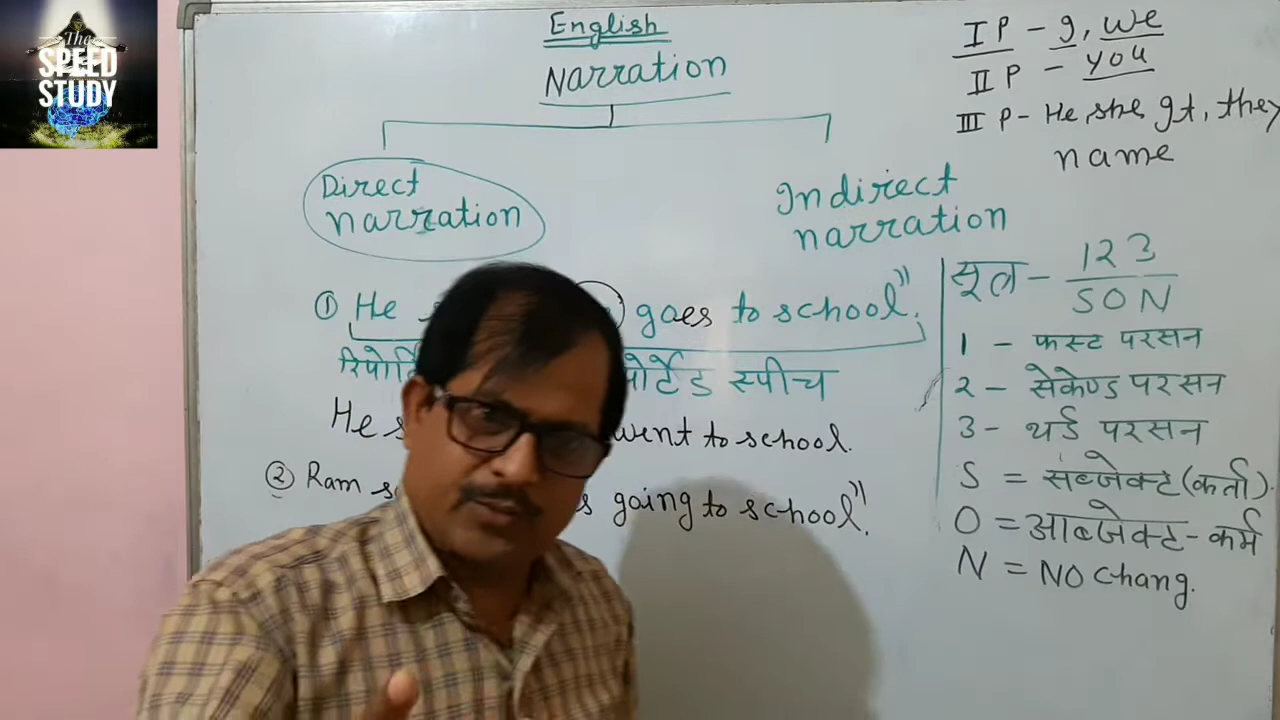 The
SPEED
STUDY
English
Narration
Direct
narration
Indirect
narration
① He goes to school".
स्पीच
He went to school.
② Ram going to school".
I P - I, we
II P - you
III P - He, she It, they
name
सूत्र - 123
SON
1 - फस्ट परसन
2 - सेकेण्ड परसन
3 - थर्ड परसन
S = सब्जेक्ट (कर्ता).
O = आब्जेक्ट - कर्म
N = NO Chang.